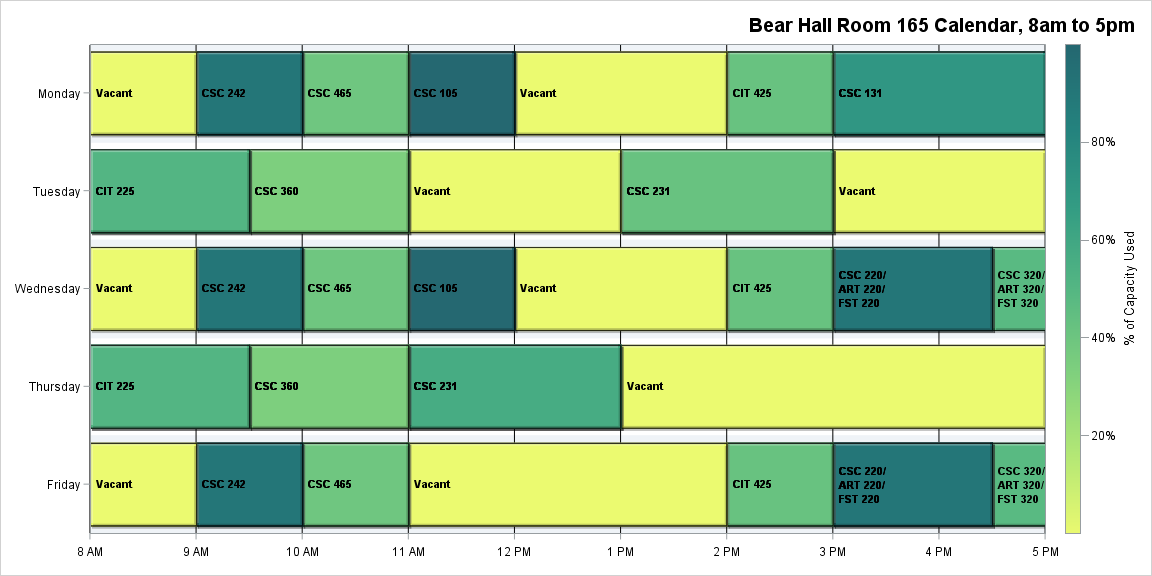 Bear Hall Room 165 Calendar, 8am to 5pm
Monday
Vacant
CSC 242
CSC 465
CSC 105
Vacant
CIT 425
CSC 131
Tuesday
CIT 225
CSC 360
Vacant
CSC 231
Vacant
Wednesday
Vacant
CSC 242
CSC 465
CSC 105
Vacant
CIT 425
CSC 220/
ART 220/
FST 220
CSC 320/
ART 320/
FST 320
Thursday
CIT 225
CSC 360
CSC 231
Vacant
Friday
Vacant
CSC 242
CSC 465
Vacant
CIT 425
CSC 220/
ART 220/
FST 220
CSC 320/
ART 320/
FST 320
8 AM
9 AM
10 AM
11 AM
12 PM
1 PM
2 PM
3 PM
4 PM
5 PM
80%
60%
40%
20%
% of Capacity Used